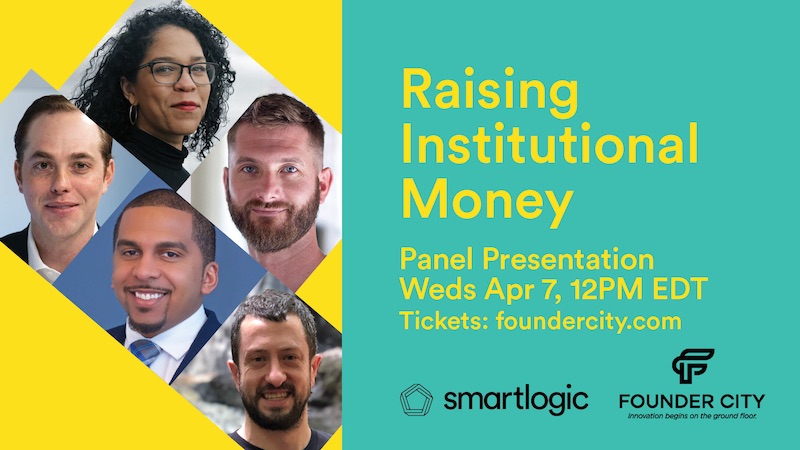 Raising
Institutional
Money
Panel Presentation
Weds Apr 7, 12PM EDT
Tickets: foundercity.com
smartlogic
FOUNDER CITY
Innovation begins on the ground floor.